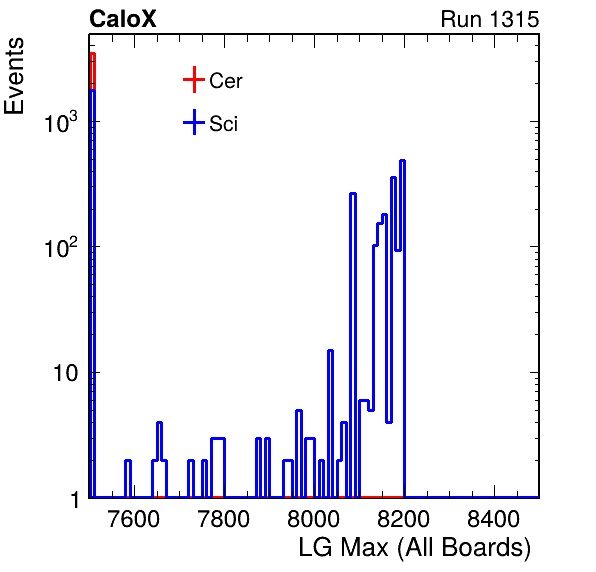 CaloX Run 1315
Events
Cer
Sci
10³
10²
10
1
7600 7800 8000 8200 8400
LG Max (All Boards)